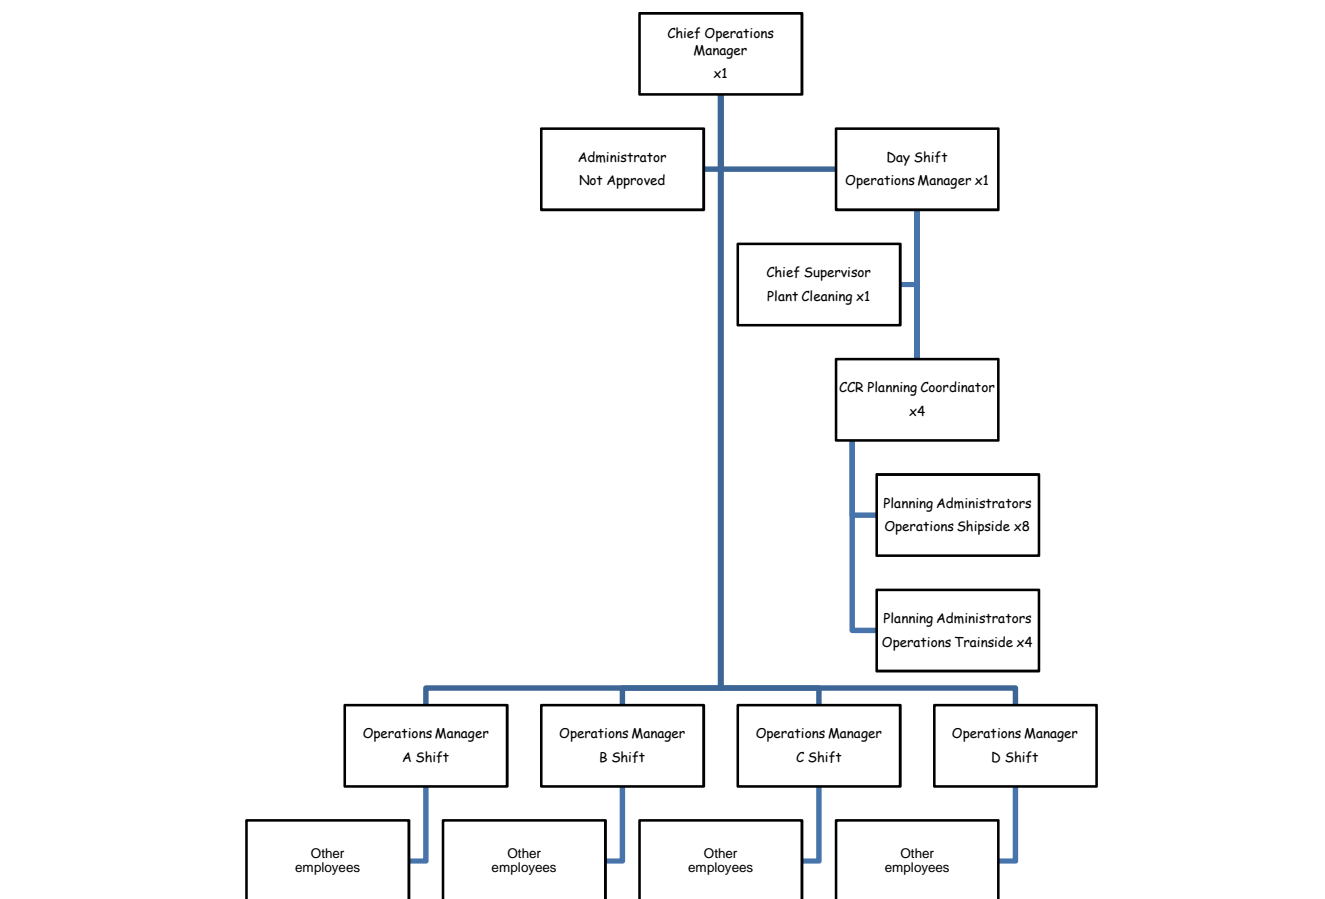 Chief Operations
Manager
x1
Administrator
Not Approved
Day Shift
Operations Manager x1
Chief Supervisor
Plant Cleaning x1
CCR Planning Coordinator
x4
Planning Administrators
Operations Shipside x8
Planning Administrators
Operations Trainside x4
Operations Manager
A Shift
Operations Manager
B Shift
Operations Manager
C Shift
Operations Manager
D Shift
Other
employees
Other
employees
Other
employees
Other
employees